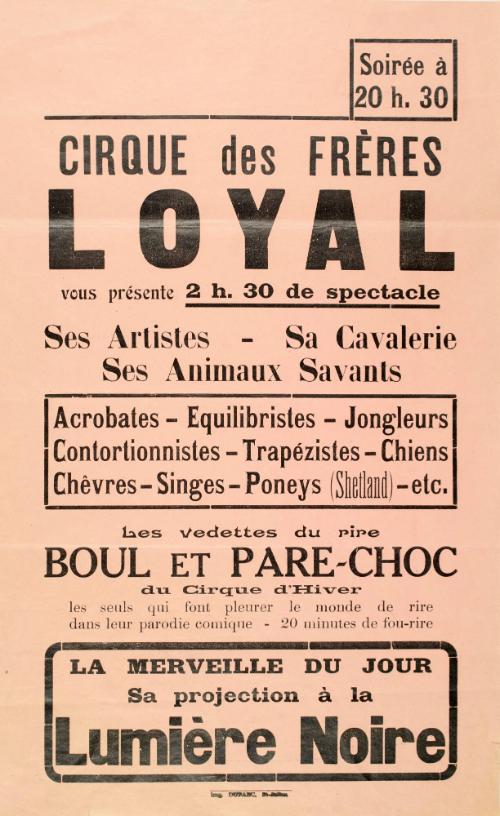 Soirée à
20 h. 30
CIRQUE des FRÈRES
LOYAL
vous présente 2 h. 30 de spectacle
Ses Artistes - Sa Cavalerie
Ses Animaux Savants
Acrobates - Equilibristes - Jongleurs
Contortionnistes - Trapézistes - Chiens
Chêvres - Singes - Poneys (Shetland) - etc.
Les vedettes du rire
BOUL ET PARE-CHOC
du Cirque d'Hiver
les seuls qui font pleurer le monde de rire
dans leur parodie comique - 20 minutes de fou-rire
LA MERVEILLE DU JOUR
Sa projection à la
Lumière Noire
Imp.